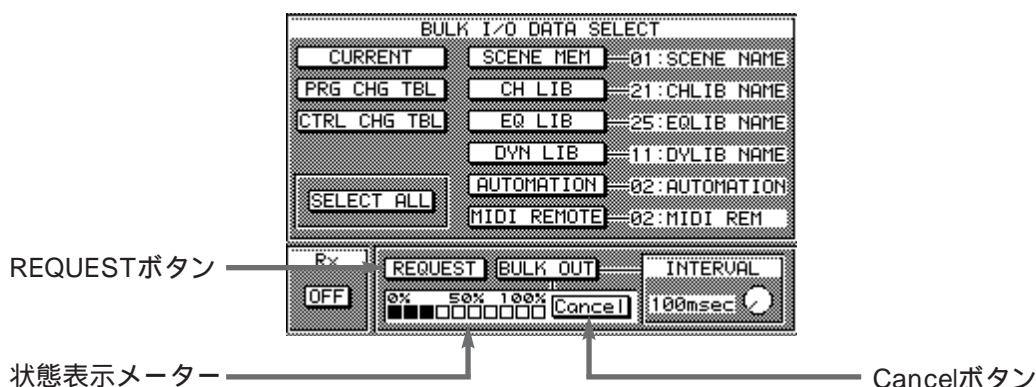 BULK I/O DATA SELECT
CURRENT
SCENE MEM
01:SCENE NAME
PRG CHG TBL
CH LIB
21:CHLIB NAME
CTRL CHG TBL
EQ LIB
25:EQLIB NAME
DYN LIB
11:DYLIB NAME
SELECT ALL
AUTOMATION
02:AUTOMATION
MIDI REMOTE
02:MIDI REM
REQUESTボタン
Rx
OFF
REQUEST
BULK OUT
INTERVAL
0% 50% 100%
Cancel
100msec
状態表示メーター
Cancelボタン